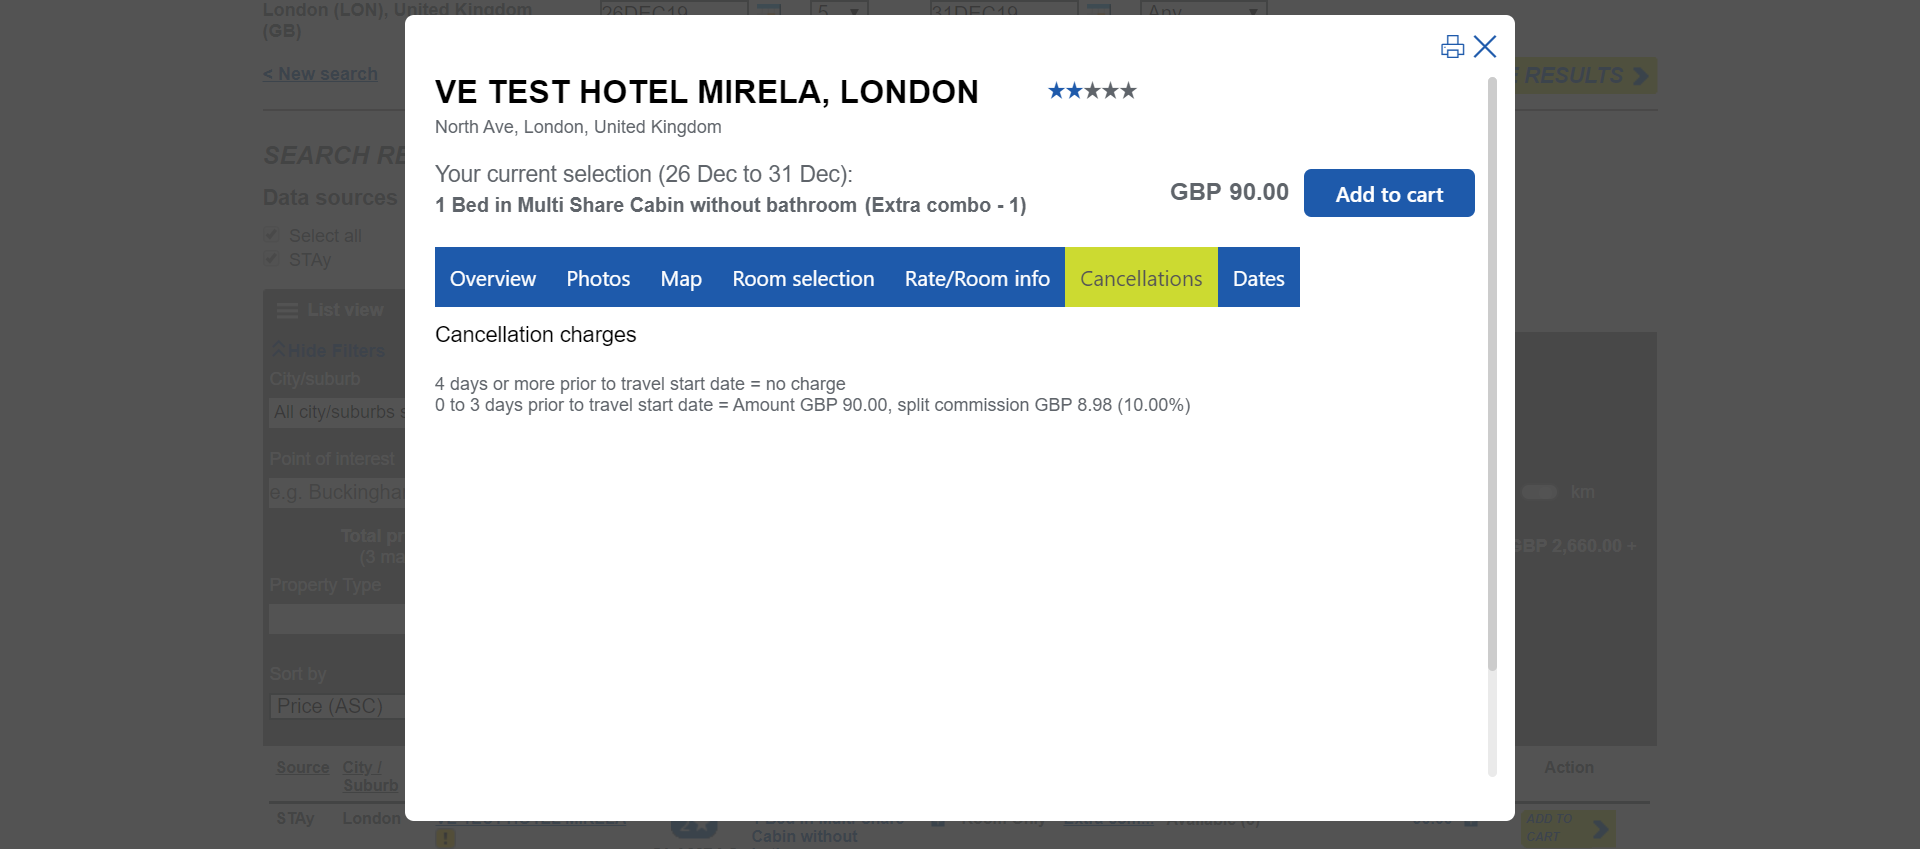 London (LON), United Kingdom
(GB)
26DEC19
5
31DEC19
Any
< New search
RESULTS
SEARCH RE
Data sources
Select all
STAy
List view
Hide Filters
City/suburb
All city/suburbs s
Point of interest
e.g. Buckingha
km
Total pr
(3 ma
GBP 2,660.00 +
Property Type
Sort by
Price (ASC)
Source City / Suburb Action
STAy London
Cabin without
ADD TO
CART
VE TEST HOTEL MIRELA, LONDON
North Ave, London, United Kingdom
Your current selection (26 Dec to 31 Dec):
1 Bed in Multi Share Cabin without bathroom (Extra combo - 1)
GBP 90.00
Add to cart
Overview Photos Map Room selection Rate/Room info Cancellations Dates
Cancellation charges
4 days or more prior to travel start date = no charge
0 to 3 days prior to travel start date = Amount GBP 90.00, split commission GBP 8.98 (10.00%)